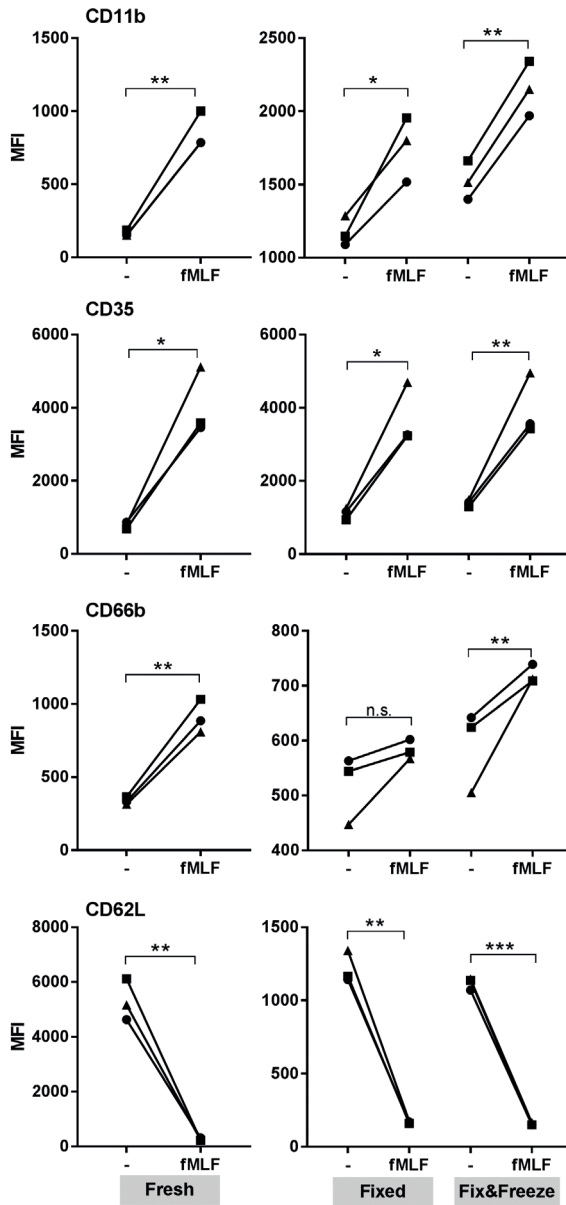 CD11b
1500
1000
500
0
MFI
**
- fMLF
2500
2000
1500
1000
*
**
- fMLF - fMLF
CD35
6000
4000
2000
0
MFI
*
- fMLF
6000
4000
2000
0
*
**
- fMLF - fMLF
CD66b
1500
1000
500
0
MFI
**
- fMLF
800
700
600
500
400
n.s.
**
- fMLF - fMLF
CD62L
8000
6000
4000
2000
0
MFI
**
- fMLF
1500
1000
500
0
**
***
- fMLF - fMLF
Fresh
Fixed
Fix&Freeze